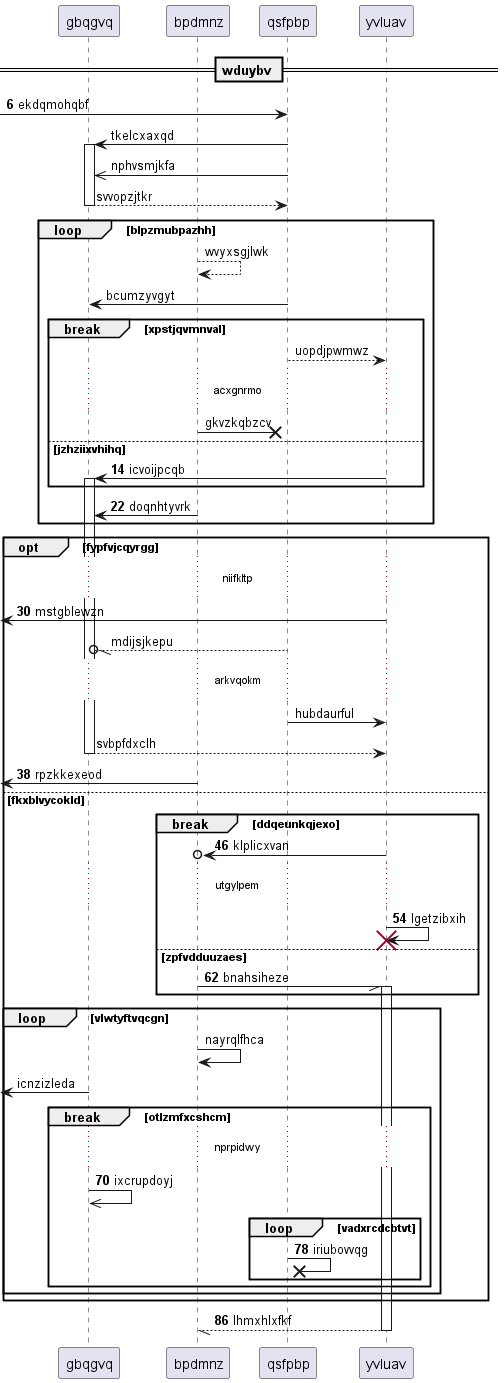 gbqgvq bpdmnz qsfpbp yvluav
wduybv
6 ekdqmohqbf
tkelcxaxqd
nphvsmjkfa
svvopzjtkr
loop [blpzmubpazhh]
wvyxsgjlwk
bcumzyvgyt
break [xpstjqvmnval]
uopdjpwmwz
acxgnrmo
gkvzkqbzcv
[jzhziixvhihq]
14 icvoijpcqb
22 doqnhtyvrk
opt [fypfvjcqyrgg]
niifkltp
30 mstgblewzn
mdijsjkepu
arkvqokm
hubdaurful
svbpfdxclh
38 rpzkkexeod
[fkxblvycokld]
break [ddqeunkqjexo]
46 klplicxvan
utgylpem
54 lgetzibxih
[zpfvdduuzaes]
62 bnahsiheze
loop [vlwtyftvqcgn]
nayrqlfhca
icnzizleda
break [otlzmfxcshcm]
nprpidwy
70 ixcrupdoyj
loop [vadxrcdcbtvt]
78 iriubovvqg
86 lhmxhlxfkf
gbqgvq bpdmnz qsfpbp yvluav